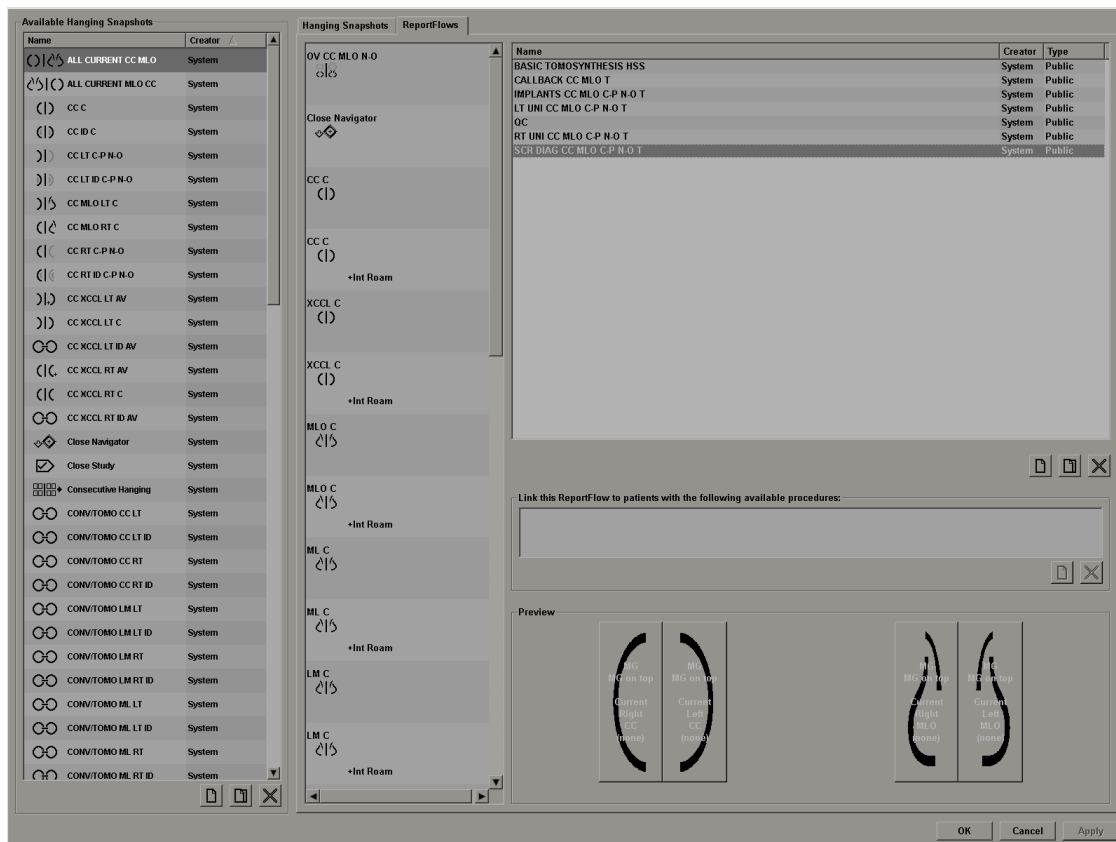 Available Hanging Snapshots
Name Creator
ALL CURRENT CC MLO System
ALL CURRENT MLO CC System
CC C System
CC ID C System
CC LT C-P N-O System
CC LT ID C-P N-O System
CC MLO LT C System
CC MLO RT C System
CC RT C-P N-O System
CC RT ID C-P N-O System
CC XCCL LT AV System
CC XCCL LT C System
CC XCCL LT ID AV System
CC XCCL RT AV System
CC XCCL RT C System
CC XCCL RT ID AV System
Close Navigator System
Close Study System
Consecutive Hanging System
CONV/TOMO CC LT System
CONV/TOMO CC LT ID System
CONV/TOMO CC RT System
CONV/TOMO CC RT ID System
CONV/TOMO LM LT System
CONV/TOMO LM LT ID System
CONV/TOMO LM RT System
CONV/TOMO LM RT ID System
CONV/TOMO ML LT System
CONV/TOMO ML LT ID System
CONV/TOMO ML RT System
CONV/TOMO ML RT ID System
Hanging Snapshots ReportFlows
OV CC MLO N-O
Close Navigator
CC C
CC C
+Int Roam
XCCL C
XCCL C
+Int Roam
MLO C
MLO C
+Int Roam
ML C
ML C
+Int Roam
LM C
LM C
+Int Roam
Name Creator Type
BASIC TOMOSYNTHESIS HSS System Public
CALLBACK CC MLO T System Public
IMPLANTS CC MLO C-P N-O T System Public
LT UNI CC MLO C-P N-O T System Public
QC System Public
RT UNI CC MLO C-P N-O T System Public
SCR DIAG CC MLO C-P N-O T System Public
Link this ReportFlow to patients with the following available procedures:
Preview
MG MG MG MG
MG on top MG on top MG on top MG on top
Current Current Current Current
Right Left Right Left
CC CC MLO MLO
(none) (none) (none) (none)
OK Cancel Apply